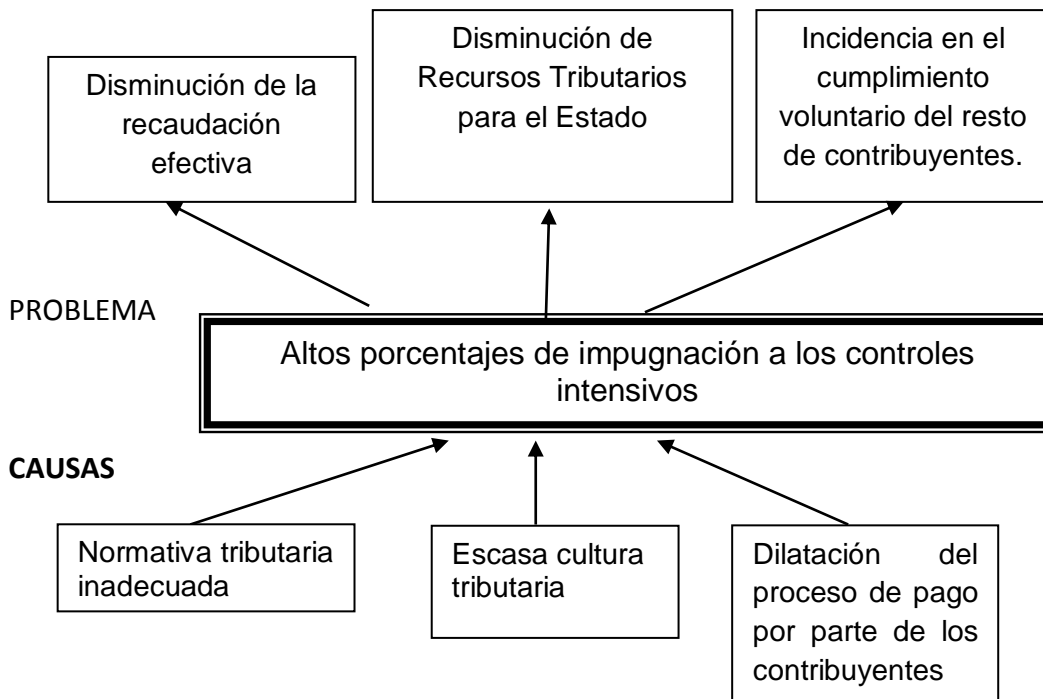 Disminución de la
recaudación
efectiva
Disminución de
Recursos Tributarios
para el Estado
Incidencia en el
cumplimiento
voluntario del resto
de contribuyentes.
PROBLEMA
Altos porcentajes de impugnación a los controles
intensivos
CAUSAS
Normativa tributaria
inadecuada
Escasa cultura
tributaria
Dilatación del
proceso de pago
por parte de los
contribuyentes